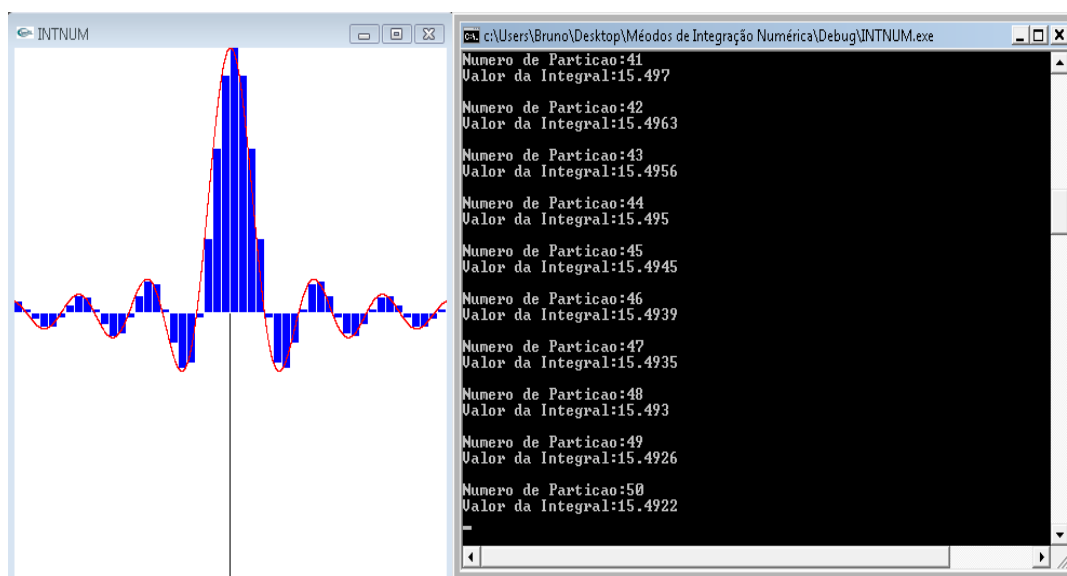 INTNUM
c:\Users\Bruno\Desktop\Méodos de Integração Numérica\Debug\INTNUM.exe
Numero de Particao:41
Valor da Integral:15.497
Numero de Particao:42
Valor da Integral:15.4963
Numero de Particao:43
Valor da Integral:15.4956
Numero de Particao:44
Valor da Integral:15.495
Numero de Particao:45
Valor da Integral:15.4945
Numero de Particao:46
Valor da Integral:15.4939
Numero de Particao:47
Valor da Integral:15.4935
Numero de Particao:48
Valor da Integral:15.493
Numero de Particao:49
Valor da Integral:15.4926
Numero de Particao:50
Valor da Integral:15.4922